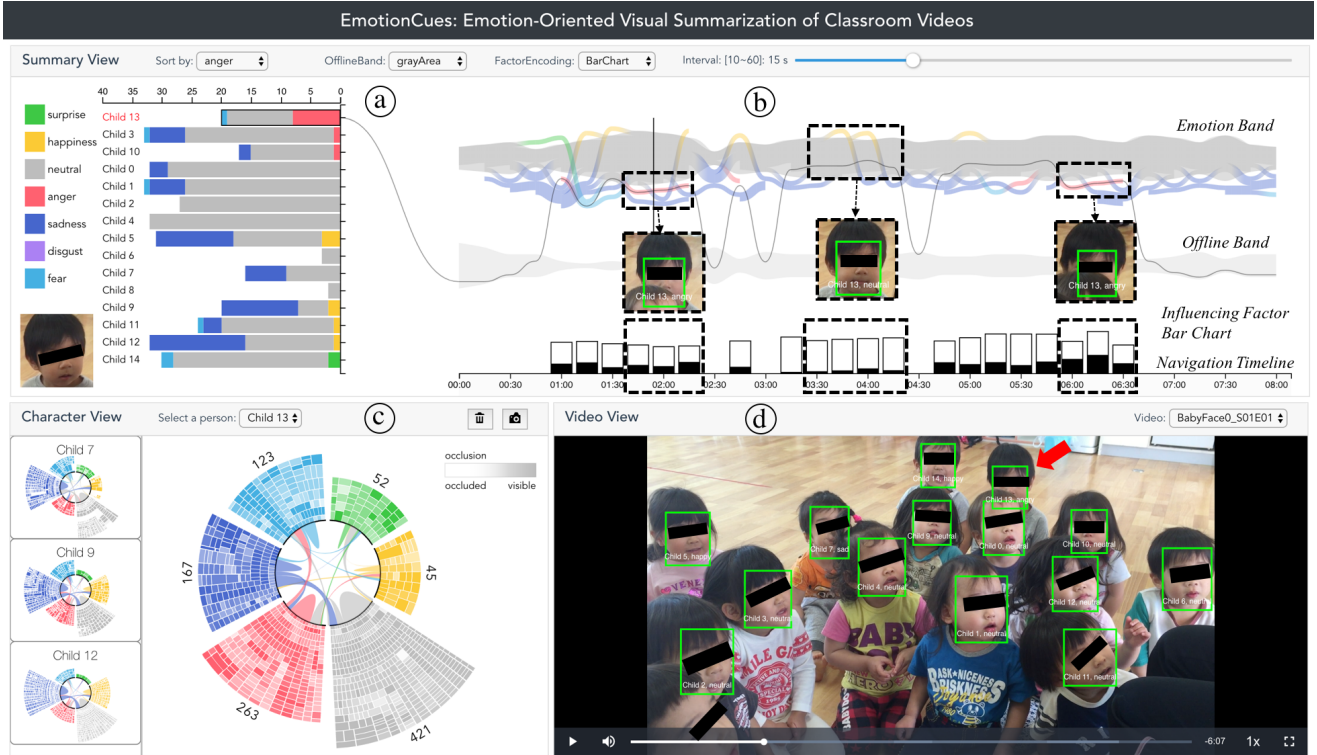 EmotionCues: Emotion-Oriented Visual Summarization of Classroom Videos
Summary View
Sort by: anger
OfflineBand: grayArea
FactorEncoding: BarChart
Interval: [10~60]: 15 s
40 35 30 25 20 15 10 5 0
a
b
surprise
happiness
neutral
anger
sadness
disgust
fear
Child 13
Child 3
Child 10
Child 0
Child 1
Child 2
Child 4
Child 5
Child 6
Child 7
Child 8
Child 9
Child 11
Child 12
Child 14
Emotion Band
Offline Band
Child 13, angry
Child 13, neutral
Child 13, angry
Influencing Factor
Bar Chart
Navigation Timeline
00:00 00:30 01:00 01:30 02:00 02:30 03:00 03:30 04:00 04:30 05:00 05:30 06:00 06:30 07:00 07:30 08:00
Character View
Select a person: Child 13
c
Child 7
Child 9
Child 12
occlusion
occluded visible
123
52
45
421
263
167
Video View
d
Video: BabyFace0_S01E01
Child 14, happy
Child 13, angry
Child 5, happy
Child 7, sad
Child 9, neutral
Child 0, neutral
Child 10, neutral
Child 4, neutral
Child 3, neutral
Child 1, neutral
Child 12, neutral
Child 6, neutral
Child 2, neutral
Child 11, neutral
BABY
-6:07
1x